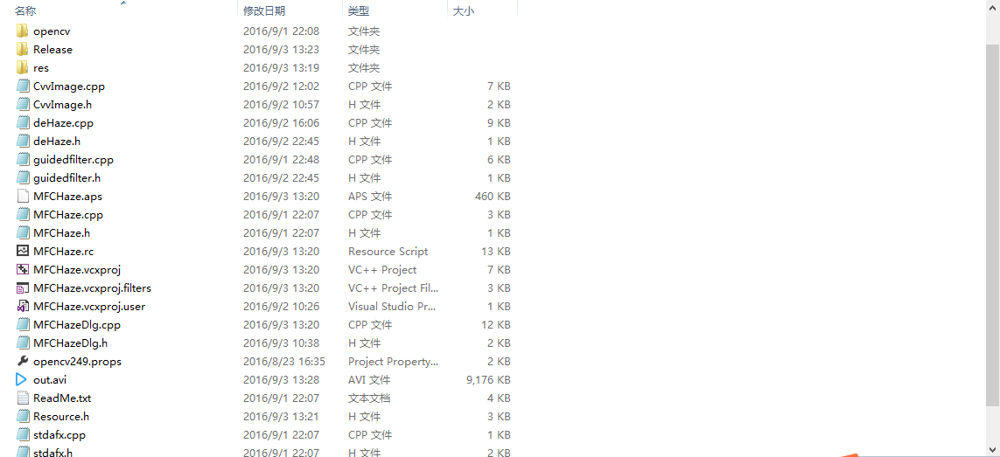 名称 修改日期 类型 大小
opencv 2016/9/1 22:08 文件夹
Release 2016/9/3 13:23 文件夹
res 2016/9/3 13:19 文件夹
CvvImage.cpp 2016/9/2 12:02 CPP 文件 7 KB
CvvImage.h 2016/9/2 10:57 H 文件 2 KB
deHaze.cpp 2016/9/2 16:06 CPP 文件 9 KB
deHaze.h 2016/9/2 22:45 H 文件 1 KB
guidedfilter.cpp 2016/9/1 22:48 CPP 文件 6 KB
guidedfilter.h 2016/9/2 22:45 H 文件 1 KB
MFCHaze.aps 2016/9/3 13:20 APS 文件 460 KB
MFCHaze.cpp 2016/9/1 22:07 CPP 文件 3 KB
MFCHaze.h 2016/9/1 22:07 H 文件 1 KB
MFCHaze.rc 2016/9/3 13:20 Resource Script 13 KB
MFCHaze.vcxproj 2016/9/3 13:20 VC++ Project 7 KB
MFCHaze.vcxproj.filters 2016/9/3 13:20 VC++ Project Fil... 3 KB
MFCHaze.vcxproj.user 2016/9/2 10:26 Visual Studio Pr... 1 KB
MFCHazeDlg.cpp 2016/9/3 13:20 CPP 文件 12 KB
MFCHazeDlg.h 2016/9/3 10:38 H 文件 2 KB
opencv249.props 2016/8/23 16:35 Project Property... 2 KB
out.avi 2016/9/3 13:28 AVI 文件 9,176 KB
ReadMe.txt 2016/9/1 22:07 文本文档 4 KB
Resource.h 2016/9/3 13:21 H 文件 3 KB
stdafx.cpp 2016/9/1 22:07 CPP 文件 1 KB
stdafx.h 2016/9/1 22:07 H 文件 2 KB